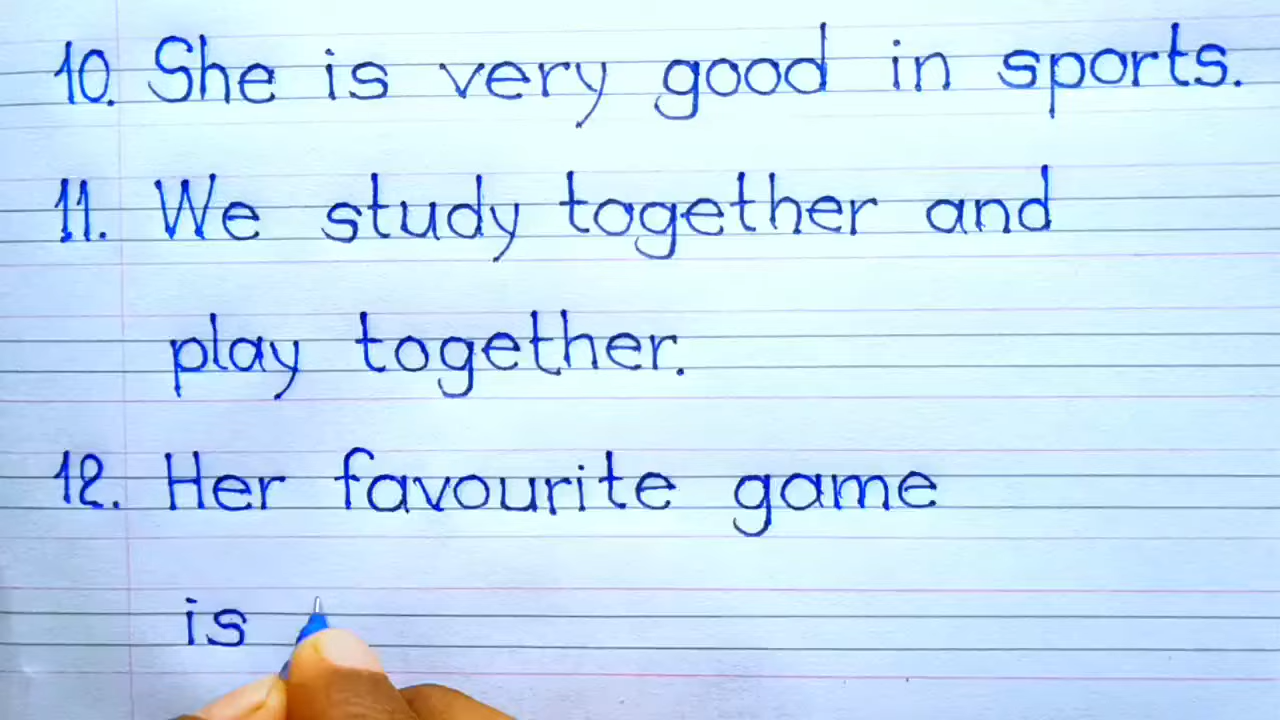 10. She is very good in sports.
11. We study together and
play together.
12. Her favourite game
is